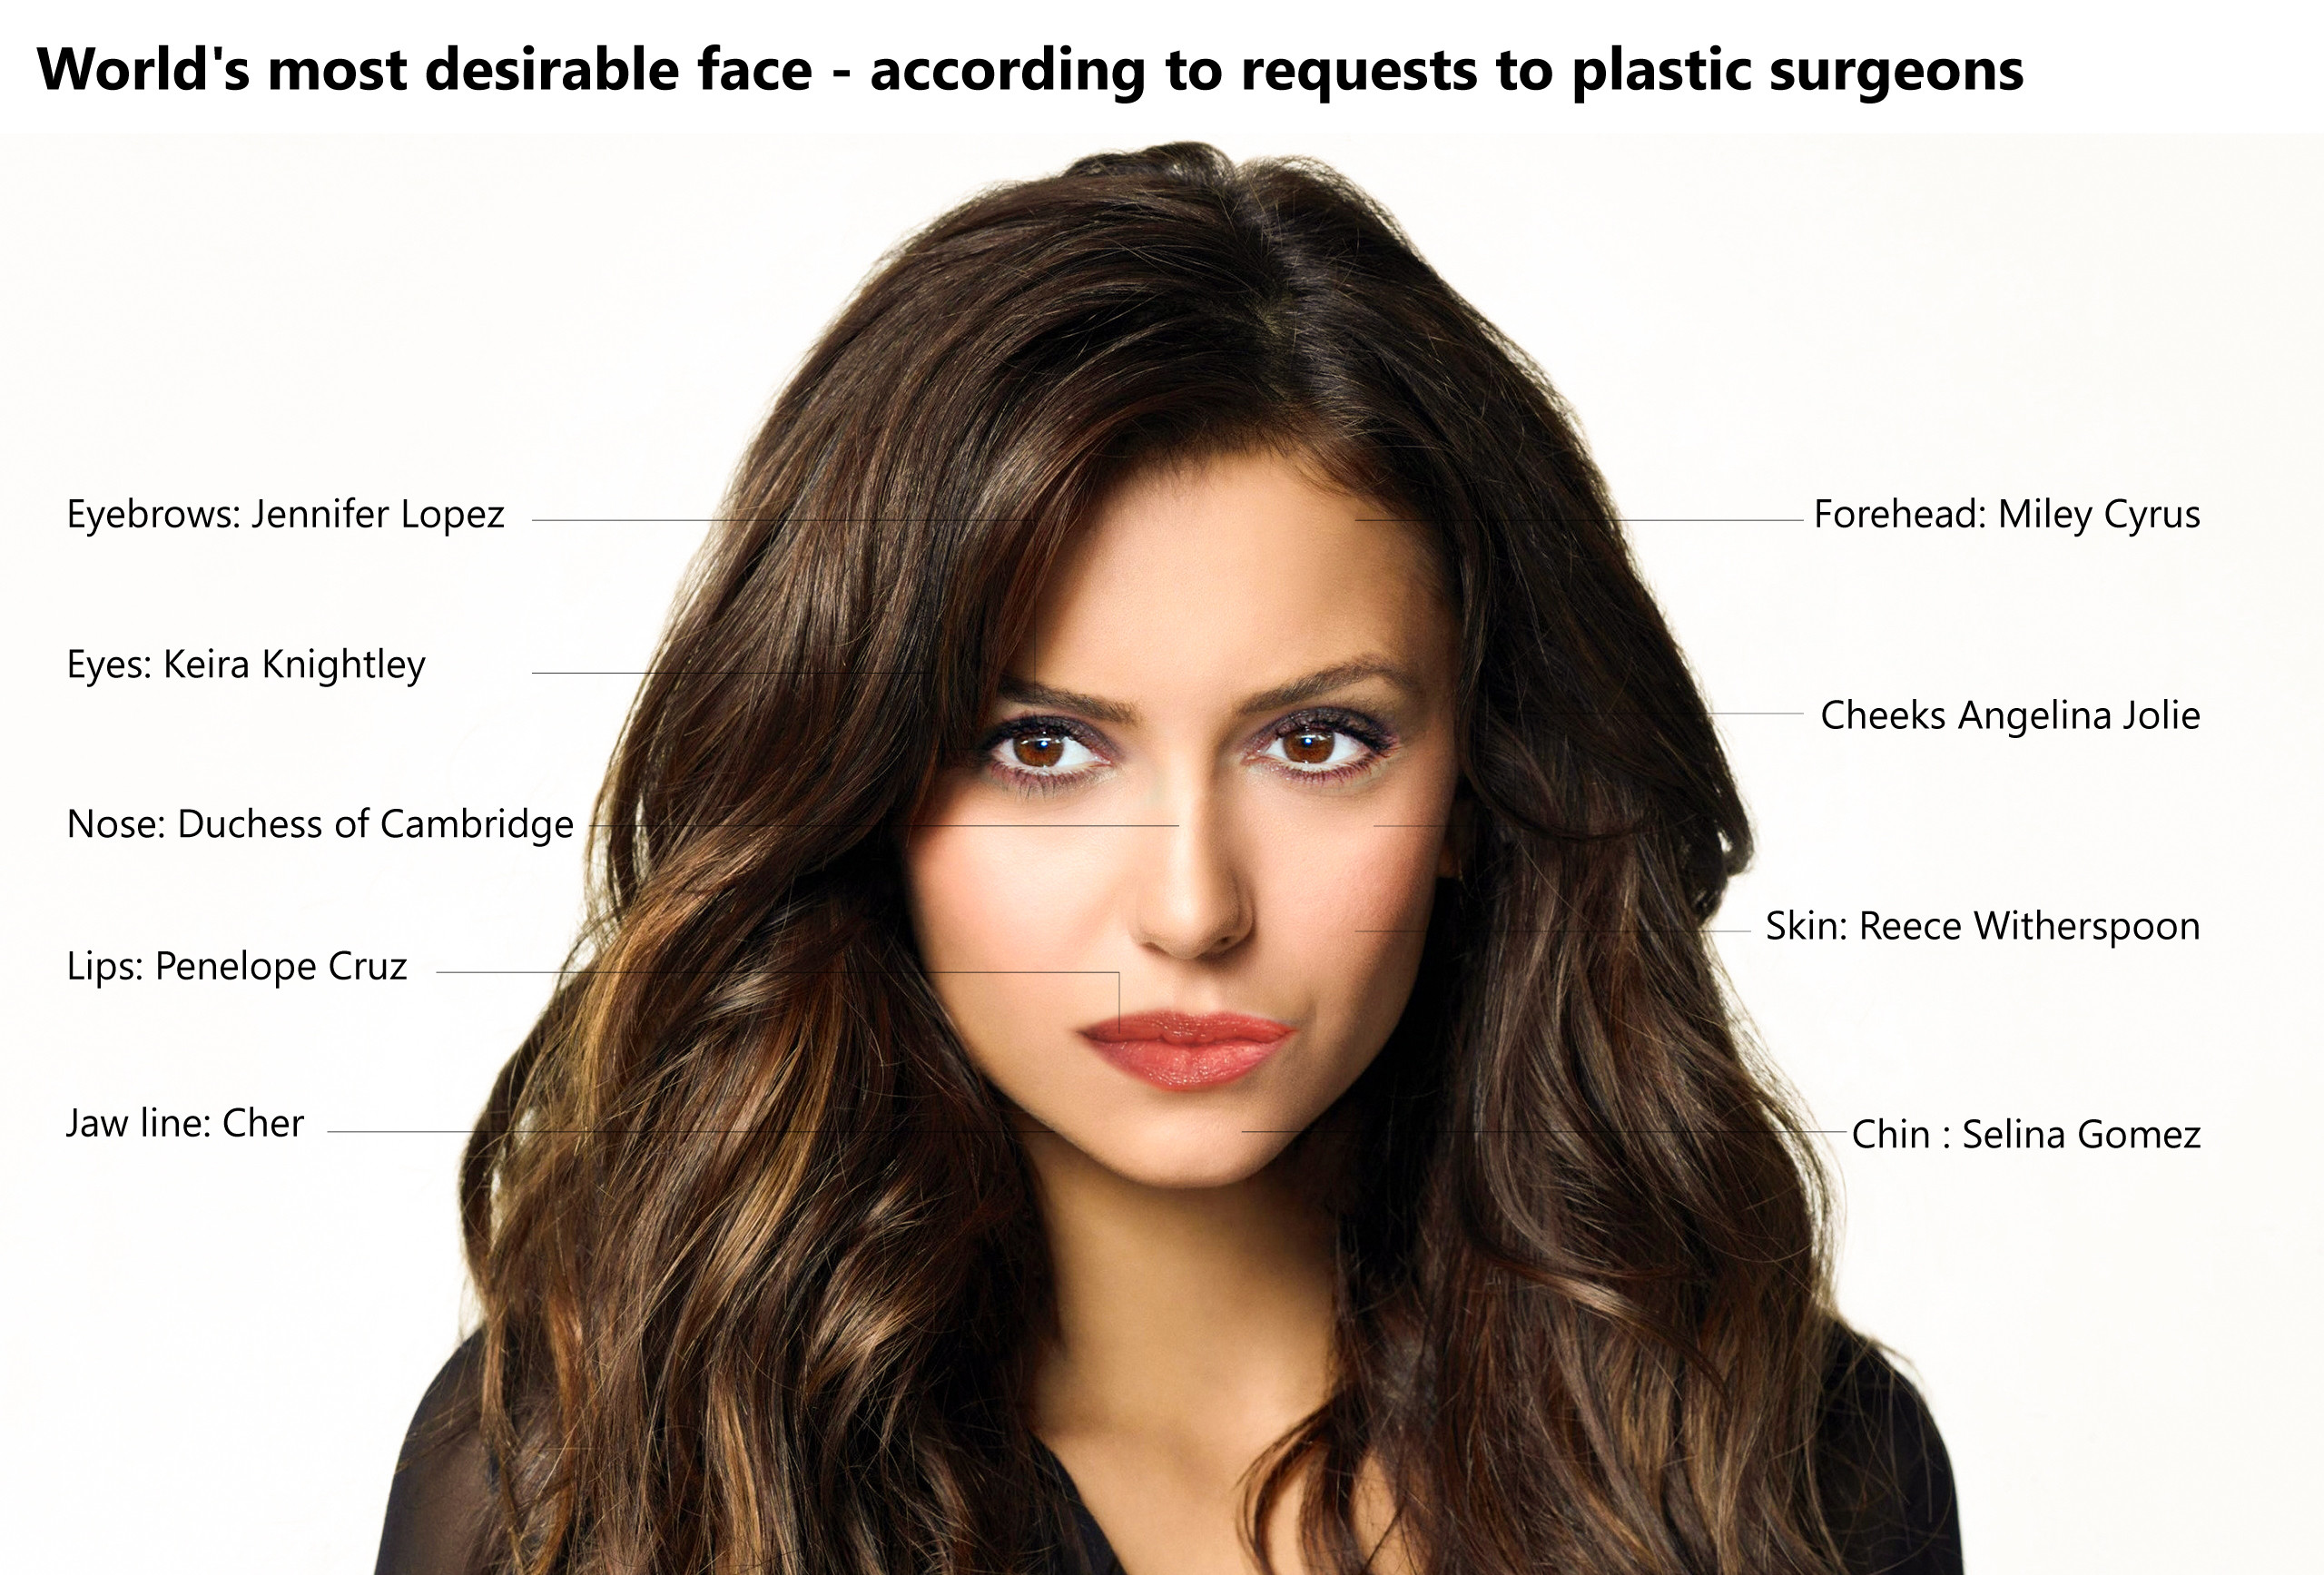 World's most desirable face - according to requests to plastic surgeons
Eyebrows: Jennifer Lopez
Forehead: Miley Cyrus
Eyes: Keira Knightley
Cheeks Angelina Jolie
Nose: Duchess of Cambridge
Skin: Reece Witherspoon
Lips: Penelope Cruz
Jaw line: Cher
Chin : Selina Gomez